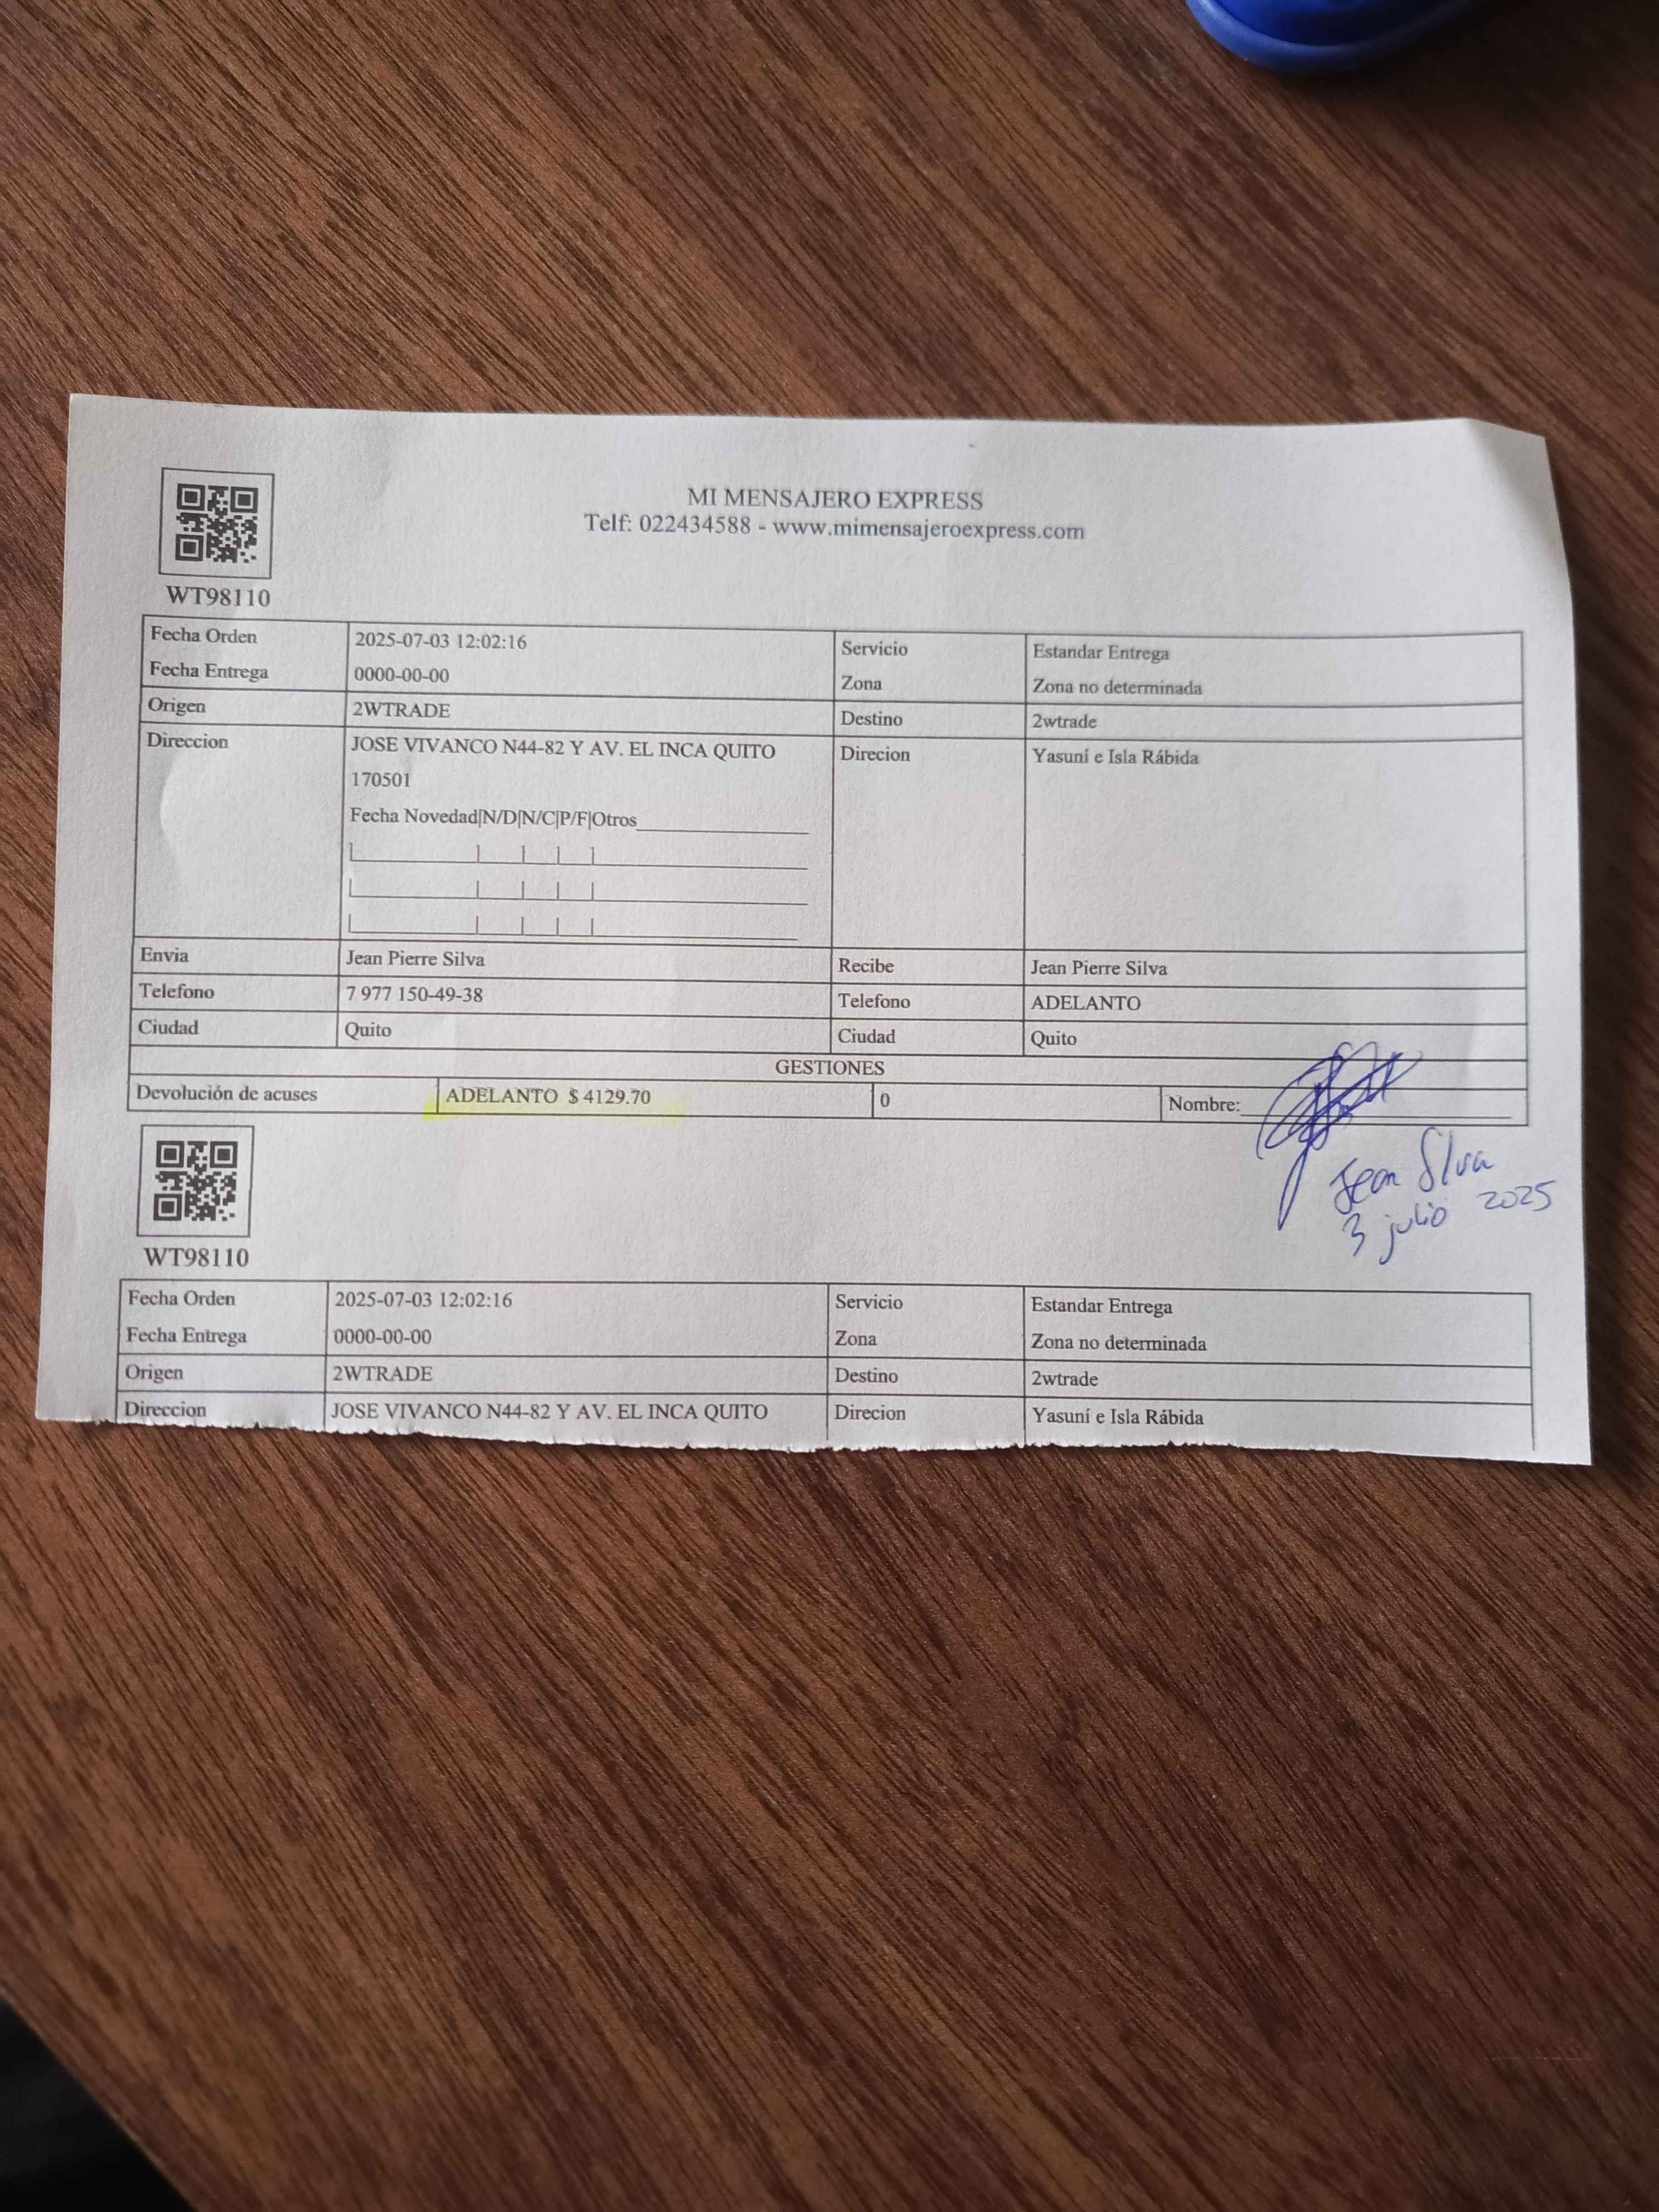 MI MENSAJERO EXPRESS
Telf: 022434588 - www.mimensajeroexpress.com
WT98110
Fecha Orden 2025-07-03 12:02:16 Servicio Estandar Entrega
Fecha Entrega 0000-00-00 Zona Zona no determinada
Origen 2WTRADE Destino 2wtrade
Direccion JOSE VIVANCO N44-82 Y AV. EL INCA QUITO Direcion Yasuní e Isla Rábida
170501
Fecha Novedad|N/D|N/C|P/F|Otros
Envia Jean Pierre Silva Recibe Jean Pierre Silva
Telefono 7 977 150-49-38 Telefono ADELANTO
Ciudad Quito Ciudad Quito
GESTIONES
Devolución de acuses ADELANTO $ 4129.70 0 Nombre:
Jean Silva
3 julio 2025
WT98110
Fecha Orden 2025-07-03 12:02:16 Servicio Estandar Entrega
Fecha Entrega 0000-00-00 Zona Zona no determinada
Origen 2WTRADE Destino 2wtrade
Direccion JOSE VIVANCO N44-82 Y AV. EL INCA QUITO Direcion Yasuní e Isla Rábida